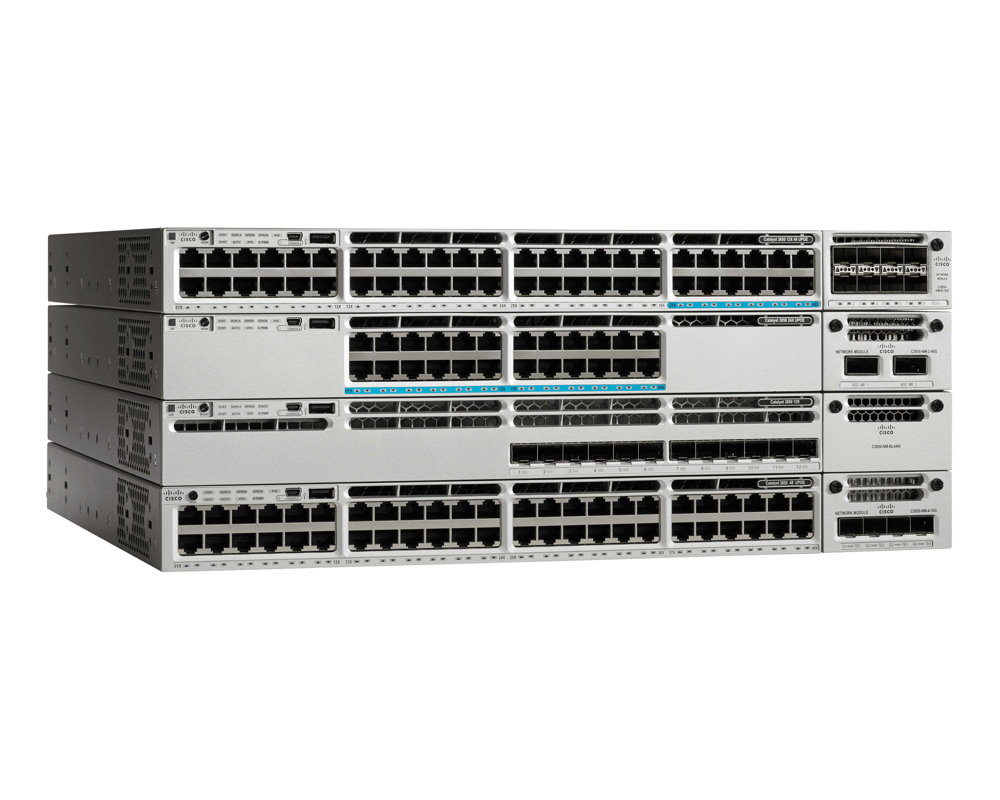 UID CISCO MODE STAT DUPLX SPEED STACK PoE
SYST ACTV XPS S-PWR CONSOLE
Catalyst 3850 12X 48 UPOE
01X 12X 13X 24X 25X 36X 37X 48X
CISCO
NETWORK
MODULE
C3850-
NM-8-10G
1 2 3 4 5 6 7 8 TE/G
UID CISCO MODE STAT DUPLX SPEED STACK PoE
SYST ACTV XPS S-PWR CONSOLE
Catalyst 3850 24X UPOE
01X 12X 13X 24X
NETWORK MODULE CISCO C3850-NM-2-40G
40G 1 40G 2
UID CISCO MODE STAT DUPLX SPEED STACK
SYST ACTV XPS S-PWR CONSOLE
Catalyst 3850 12S
1 2 3 4 5 6 7 8 9 10 11 12
CISCO
C3850-NM-BLANK
CISCO MODE STAT DUPLX SPEED STACK PoE
SYST ACTV XPS S-PWR CONSOLE
Catalyst 3850 48 UPOE
01X 12X 13X 24X 25X 36X 37X 48X
NETWORK MODULE CISCO C3850-NM-4-10G
G1 TE1 G2 TE2 G3 TE3 G4 TE4